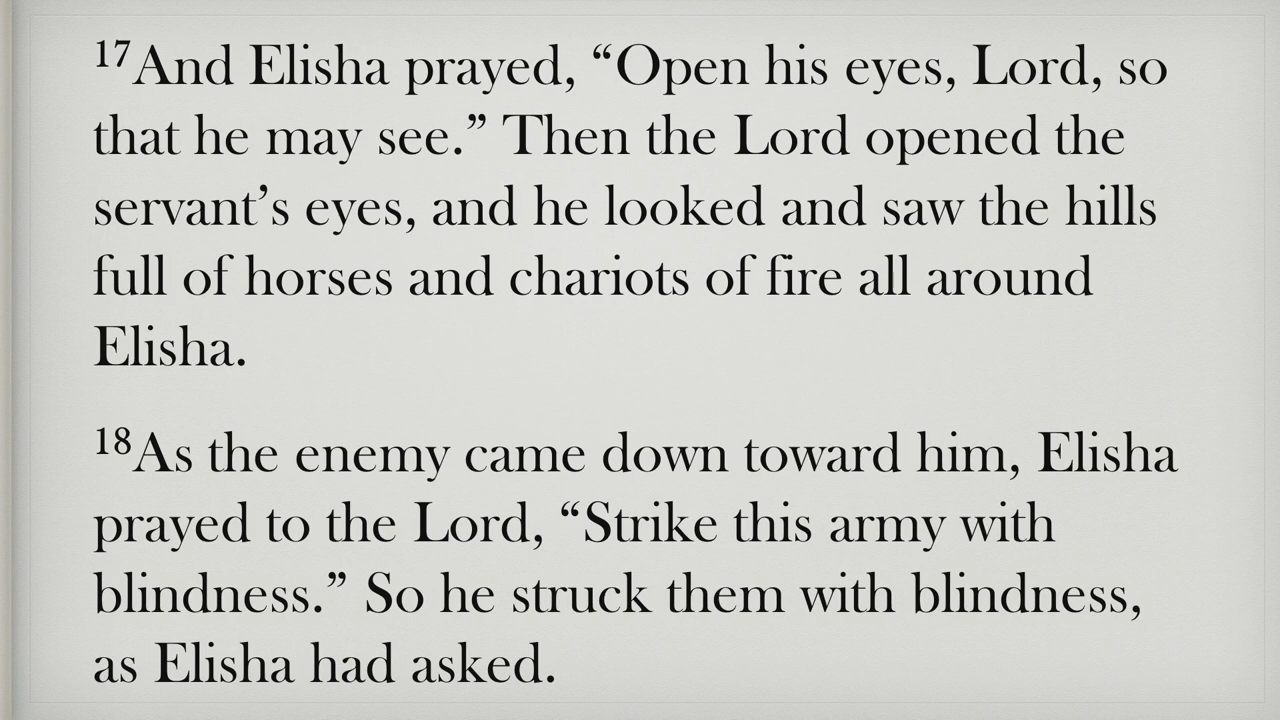 17And Elisha prayed, “Open his eyes, Lord, so
that he may see.” Then the Lord opened the
servant’s eyes, and he looked and saw the hills
full of horses and chariots of fire all around
Elisha.
18As the enemy came down toward him, Elisha
prayed to the Lord, “Strike this army with
blindness.” So he struck them with blindness,
as Elisha had asked.